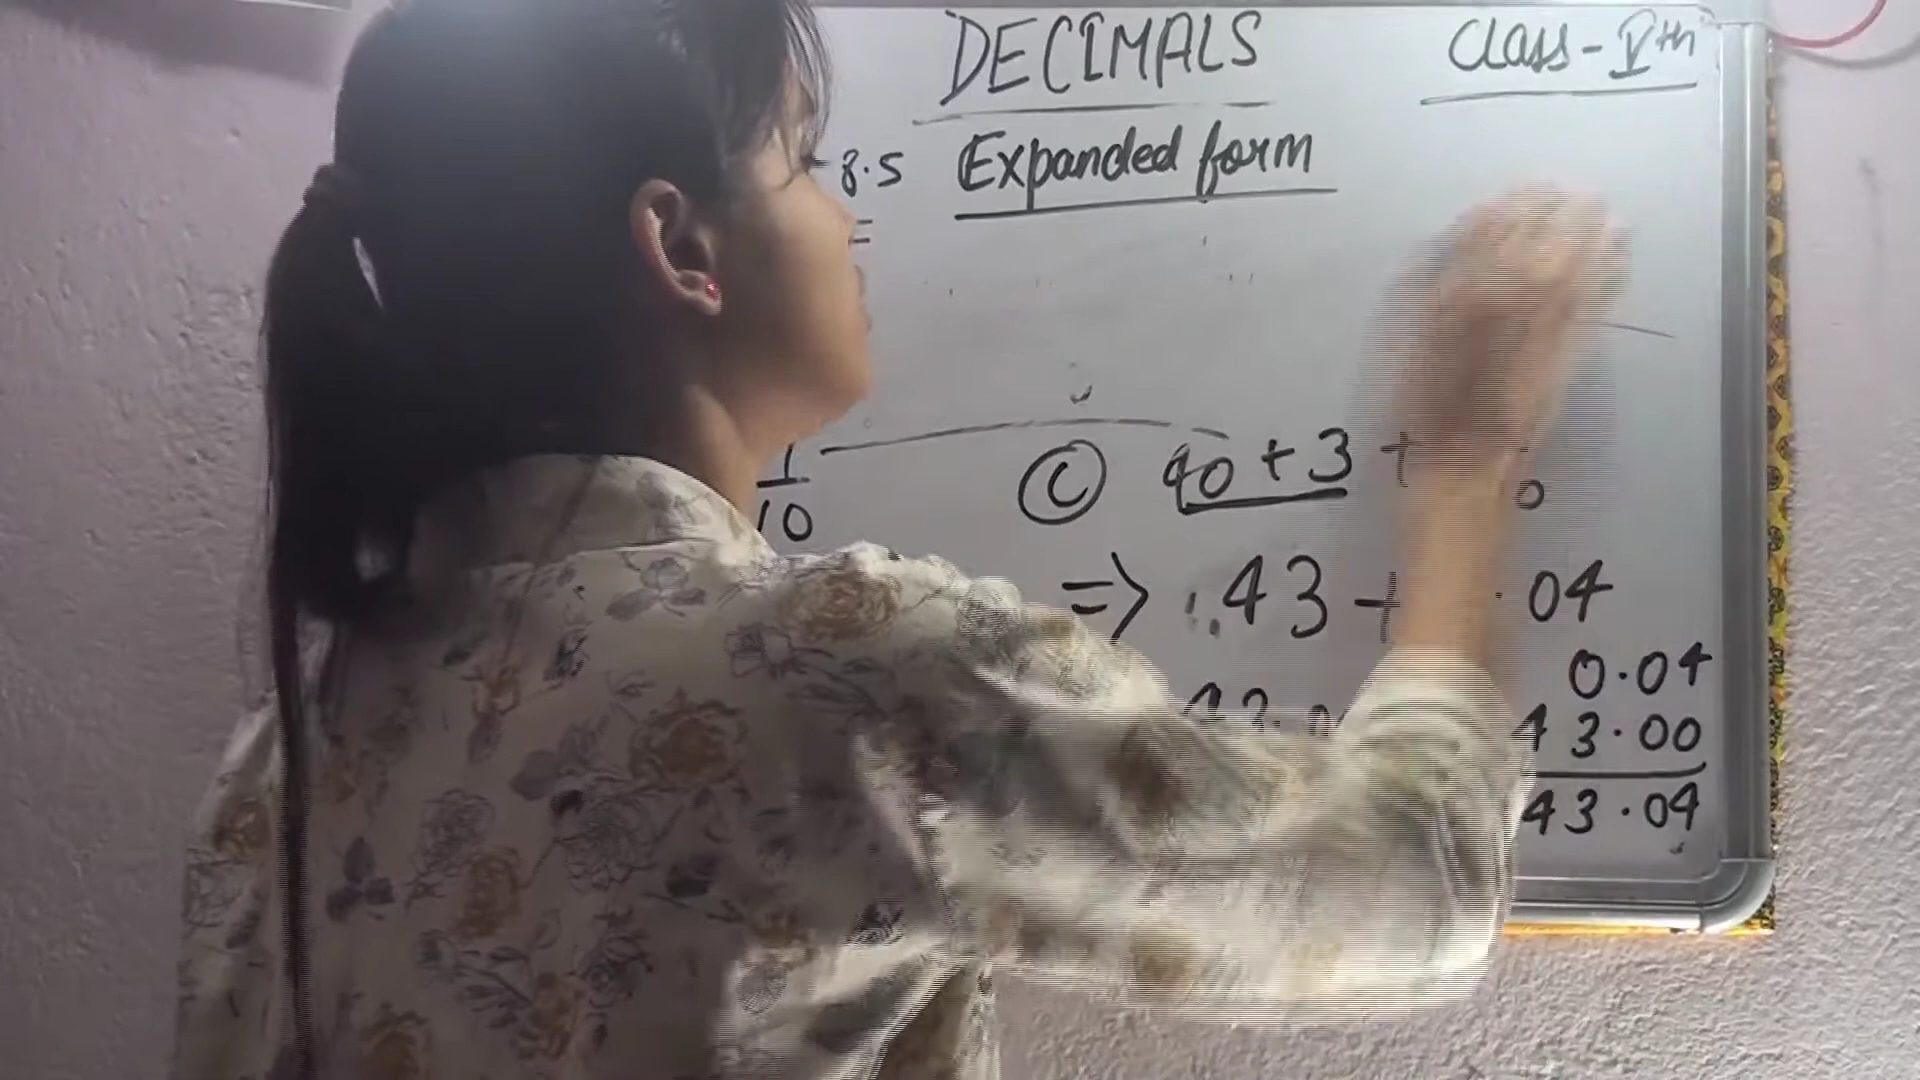 DECIMALS
Class - Vth
8.5 Expanded form
=
1
10
(C) 40 + 3 +
=> .43 + .04
0.04
43.00
43.04